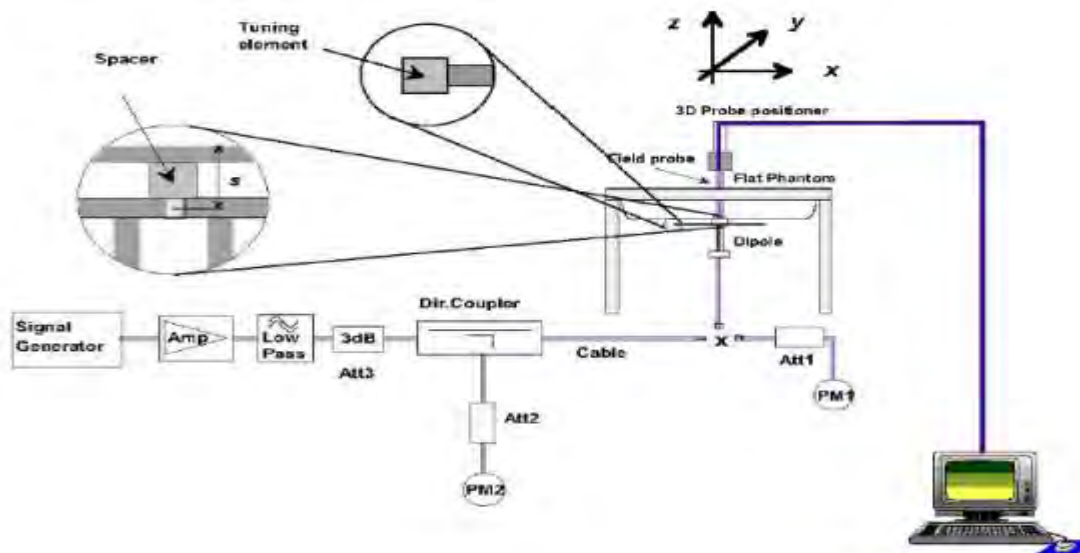 Tuning
element
Spacer
z
y
x
3D Probe positioner
Field probe
s
Flat Phantom
Dipole
Dir.Coupler
Signal
Generator
Amp
Low
Pass
3dB
Att3
Cable
x
Att1
PM1
Att2
PM2